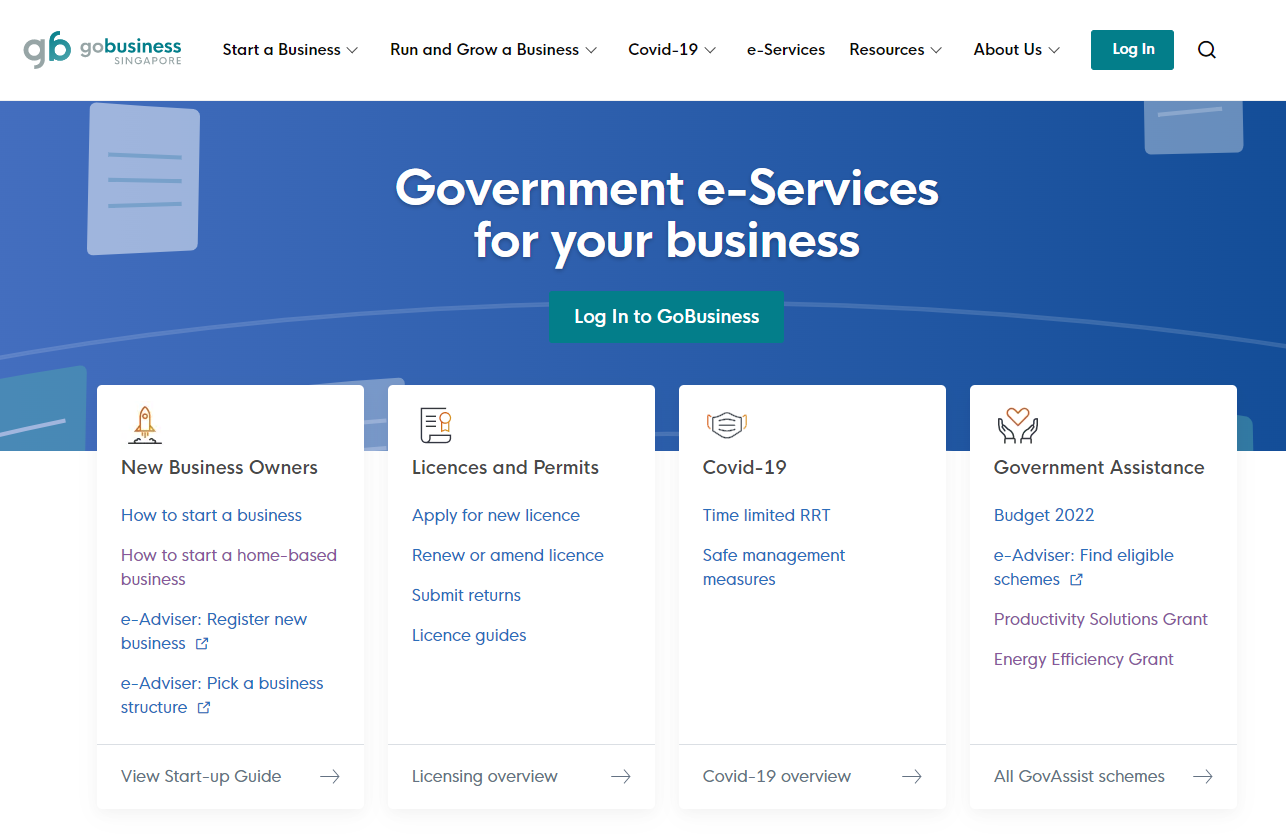 gb gobusiness
SINGAPORE
Start a Business
Run and Grow a Business
Covid-19
e-Services
Resources
About Us
Log In
Government e-Services
for your business
Log In to GoBusiness
New Business Owners
How to start a business
How to start a home-based
business
e-Adviser: Register new
business
e-Adviser: Pick a business
structure
View Start-up Guide
Licences and Permits
Apply for new licence
Renew or amend licence
Submit returns
Licence guides
Licensing overview
Covid-19
Time limited RRT
Safe management
measures
Covid-19 overview
Government Assistance
Budget 2022
e-Adviser: Find eligible
schemes
Productivity Solutions Grant
Energy Efficiency Grant
All GovAssist schemes